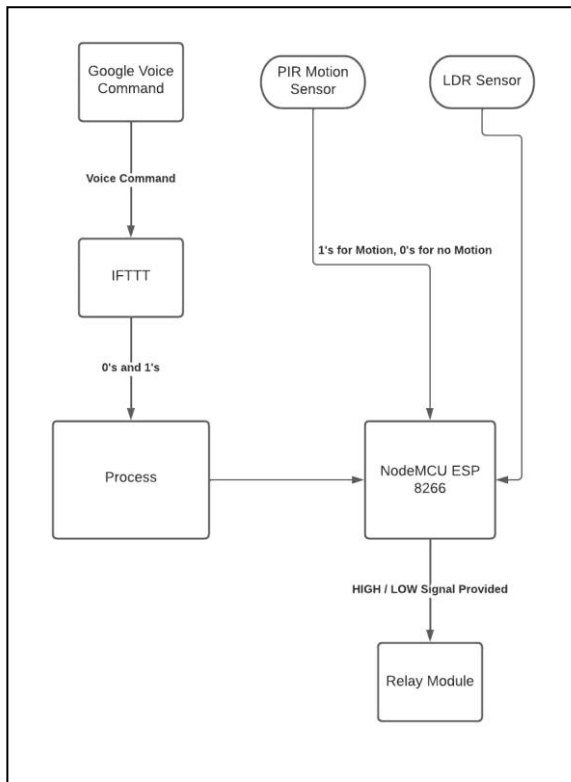 Google Voice
Command
PIR Motion
Sensor
LDR Sensor
Voice Command
1's for Motion, 0's for no Motion
IFTTT
0's and 1's
Process
NodeMCU ESP
8266
HIGH / LOW Signal Provided
Relay Module